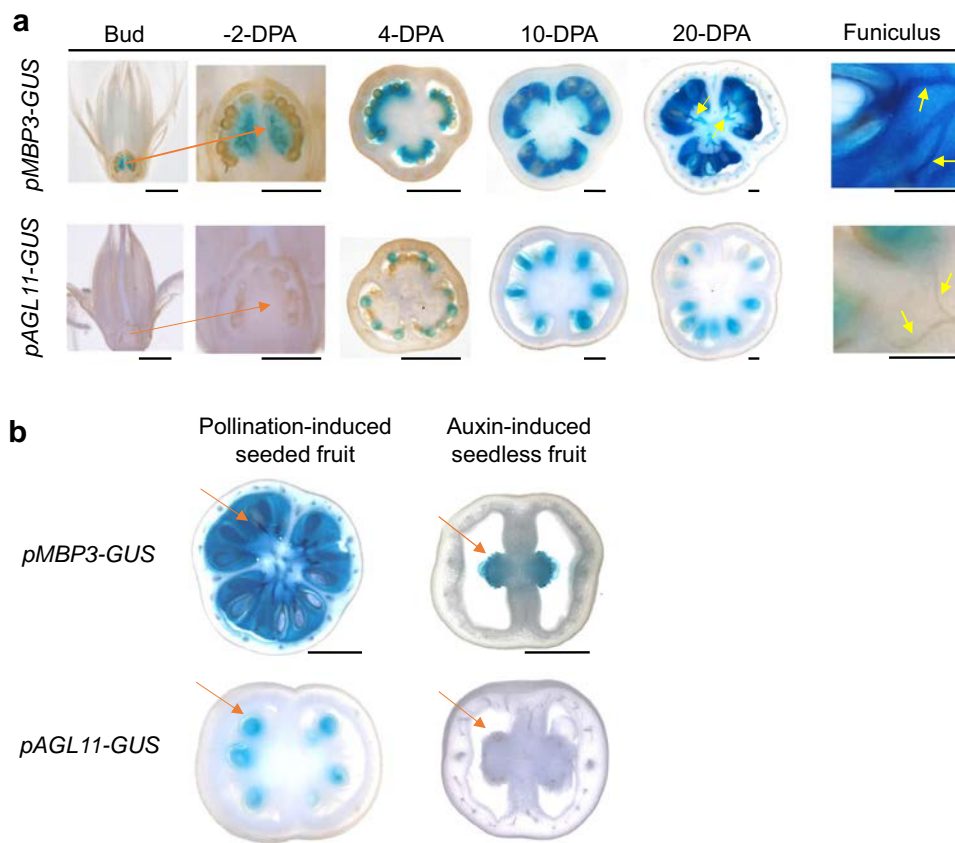 a
Bud -2-DPA 4-DPA 10-DPA 20-DPA Funiculus
pMBP3-GUS
pAGL11-GUS
b
Pollination-induced
seeded fruit
Auxin-induced
seedless fruit
pMBP3-GUS
pAGL11-GUS